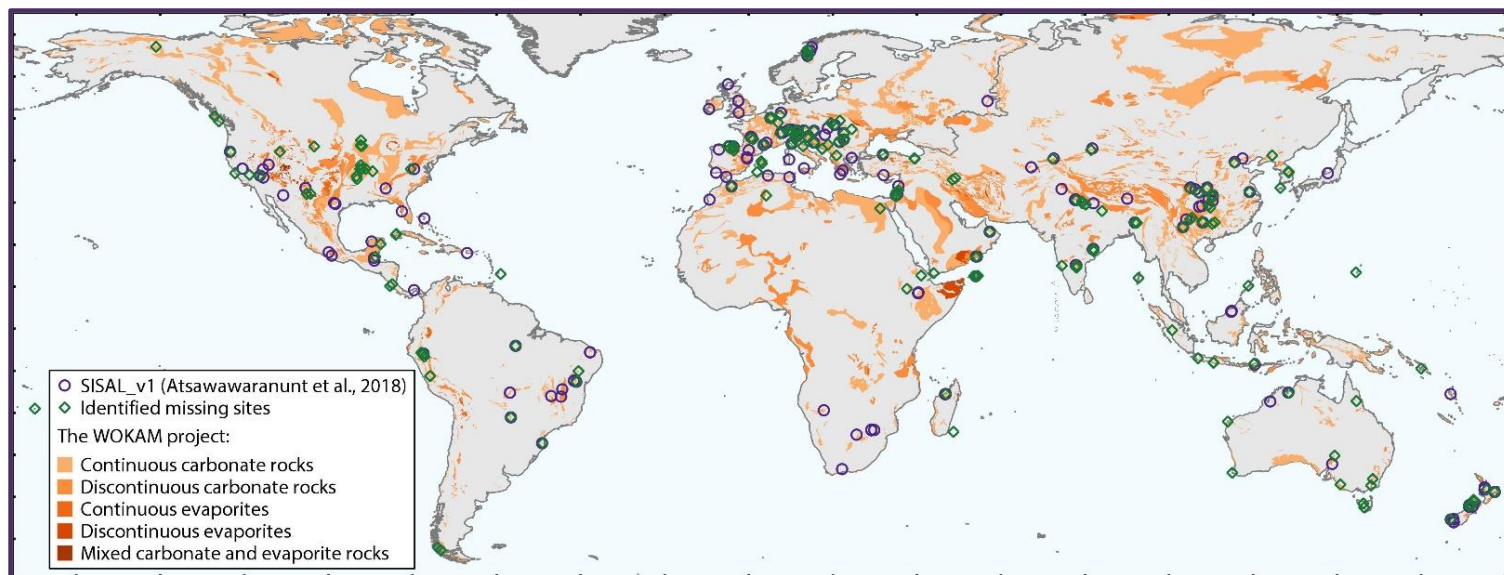 SISAL_v1 (Atsawawaranunt et al., 2018)
Identified missing sites
The WOKAM project:
Continuous carbonate rocks
Discontinuous carbonate rocks
Continuous evaporites
Discontinuous evaporites
Mixed carbonate and evaporite rocks